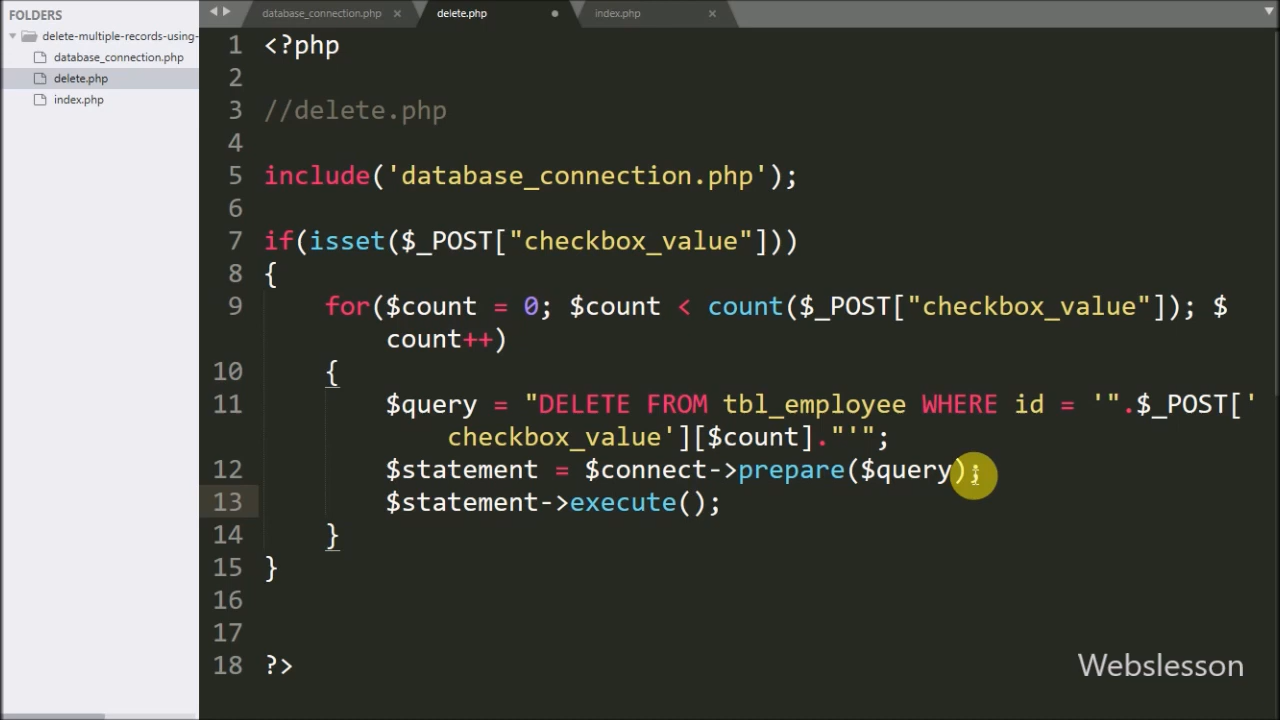 FOLDERS
delete-multiple-records-using-
database_connection.php
delete.php
index.php
database_connection.php ×
delete.php
index.php ×
1 <?php
2
3 //delete.php
4
5 include('database_connection.php');
6
7 if(isset($_POST["checkbox_value"]))
8 {
9 for($count = 0; $count < count($_POST["checkbox_value"]); $
count++)
10 {
11 $query = "DELETE FROM tbl_employee WHERE id = '".$_POST['
checkbox_value'][$count]."'";
12 $statement = $connect->prepare($query);
13 $statement->execute();
14 }
15 }
16
17
18 ?>
Webslesson